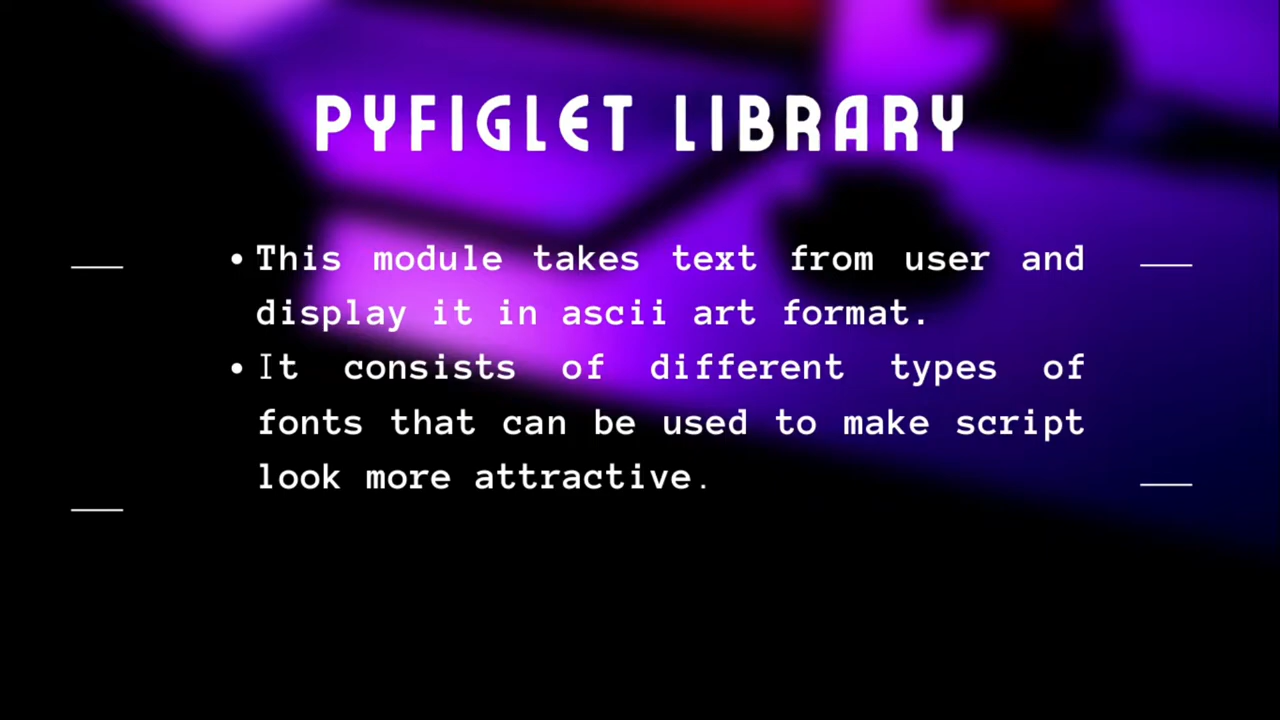 PYFIGLET LIBRARY
• This module takes text from user and
display it in ascii art format.
• It consists of different types of
fonts that can be used to make script
look more attractive.